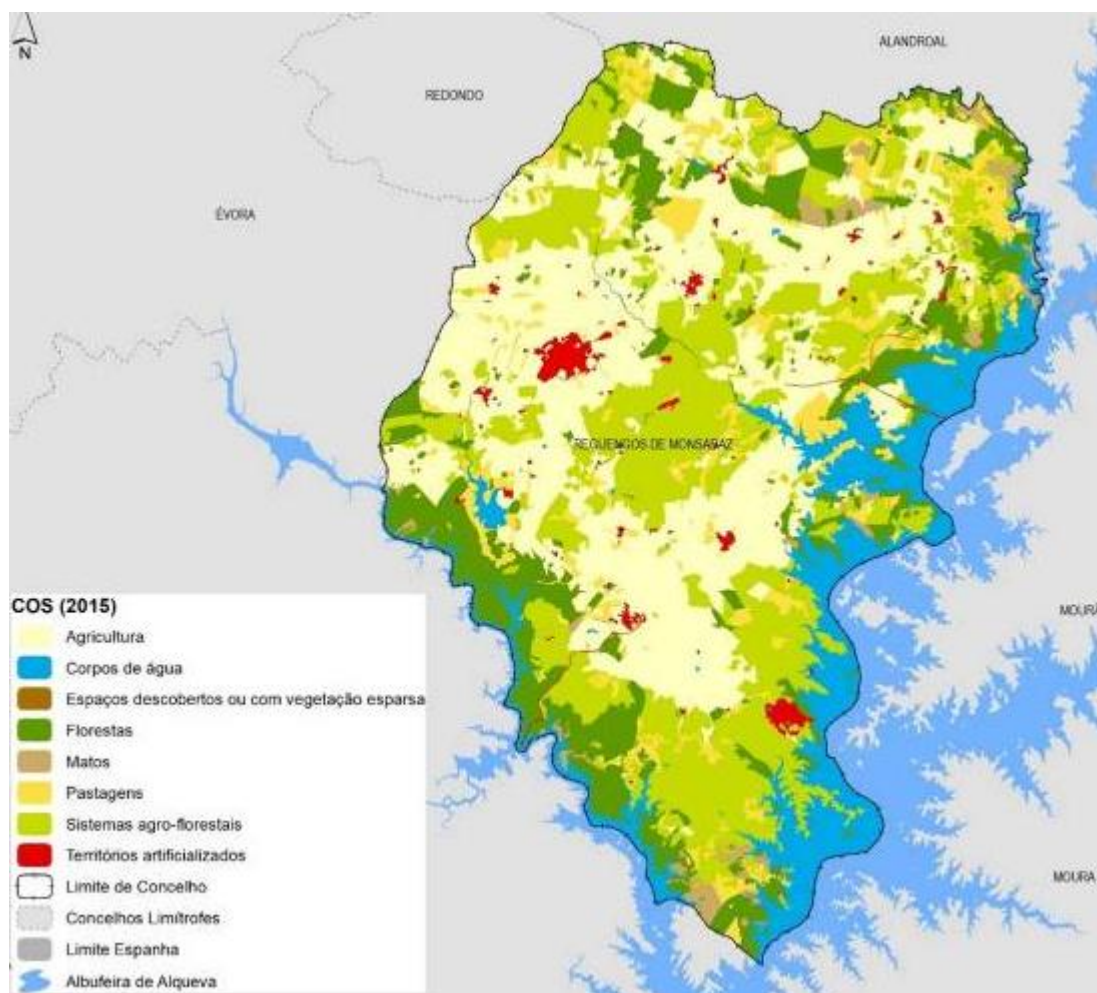 N
ALANDROAL
REDONDO
ÉVORA
REGUENGOS DE MONSARAZ
MOURÃ
MOURA
COS (2015)
Agricultura
Corpos de água
Espaços descobertos ou com vegetação esparsa
Florestas
Matos
Pastagens
Sistemas agro-florestais
Territórios artificializados
Limite de Concelho
Concelhos Limítrofes
Limite Espanha
Albufeira de Alqueva